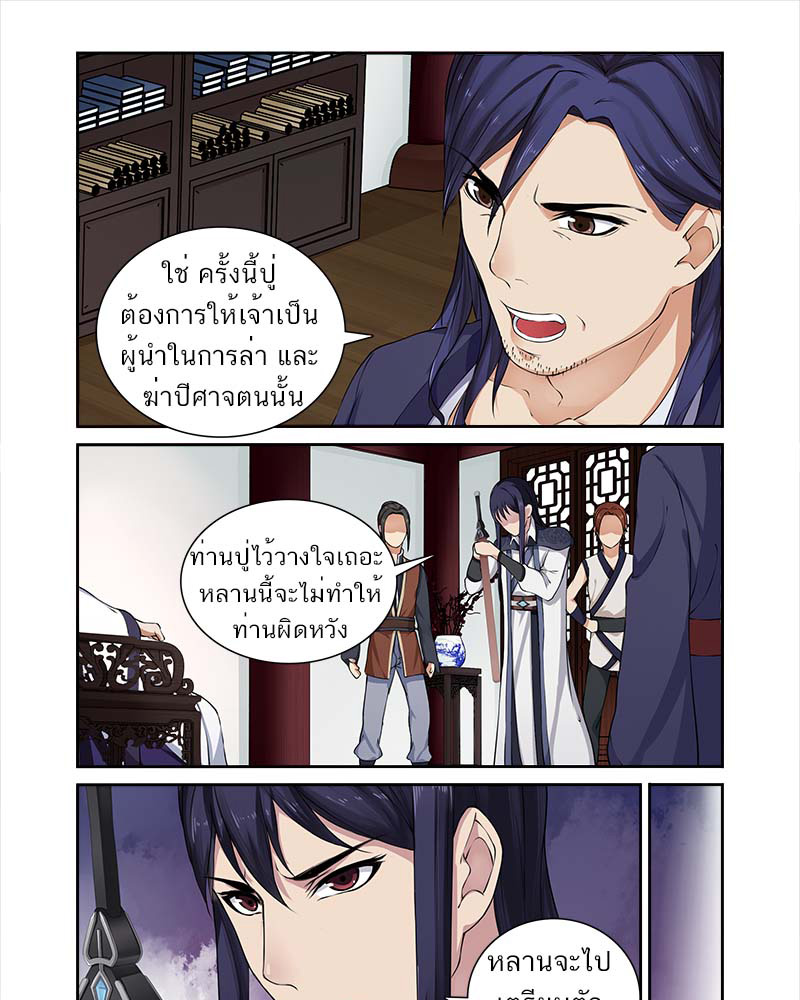 ใช่ ครั้งนี้ปู่
ต้องการให้เจ้าเป็น
ผู้นำในการล่า และ
ฆ่าปีศาจตนนั้น
ท่านปู่ไว้วางใจเถอะ
หลานนี้จะไม่ทำให้
ท่านผิดหวัง
หลานจะไป